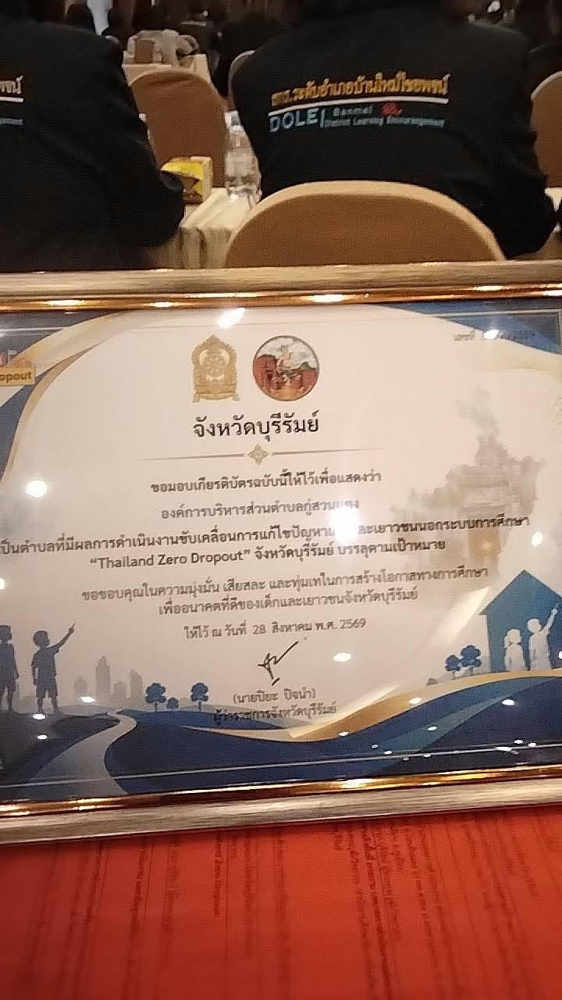 สกร.ระดับอำเภอบ้านใหม่ไชยพจน์
DOLE
Banmai
District Learning Encouragement
opout
เลขที่
จังหวัดบุรีรัมย์
ขอมอบเกียรติบัตรฉบับนี้ให้ไว้เพื่อแสดงว่า
องค์การบริหารส่วนตำบลกู่สวนแตง
เป็นตำบลที่มีผลการดำเนินงานขับเคลื่อนการแก้ไขปัญหา และเยาวชนนอกระบบการศึกษา
“Thailand Zero Dropout” จังหวัดบุรีรัมย์ บรรลุตามเป้าหมาย
ขอขอบคุณในความมุ่งมั่น เสียสละ และทุ่มเทในการสร้างโอกาสทางการศึกษา
เพื่ออนาคตที่ดีของเด็กและเยาวชนจังหวัดบุรีรัมย์
ให้ไว้ ณ วันที่ 28 สิงหาคม พ.ศ. 2569
(นายปิยะ ปิจนำ)
ผู้ว่าราชการจังหวัดบุรีรัมย์